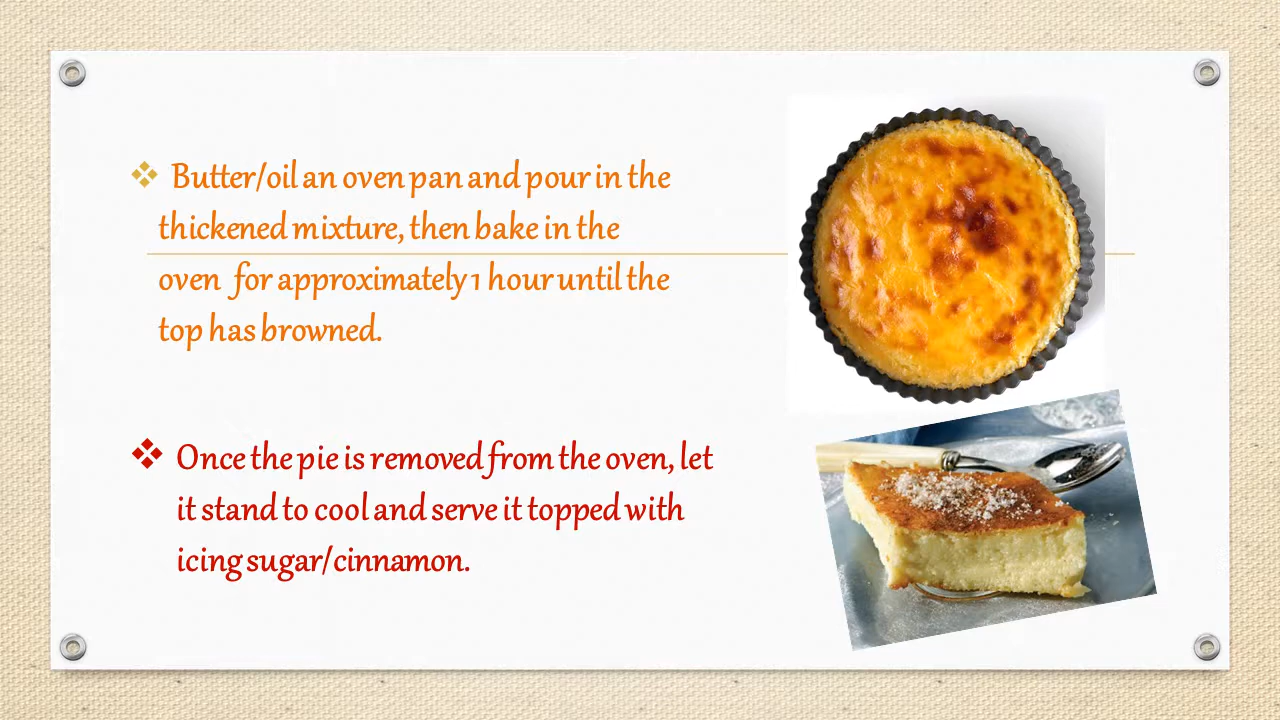 Butter/oil an oven pan and pour in the
thickened mixture, then bake in the
oven for approximately 1 hour until the
top has browned.
Once the pie is removed from the oven, let
it stand to cool and serve it topped with
icing sugar/cinnamon.